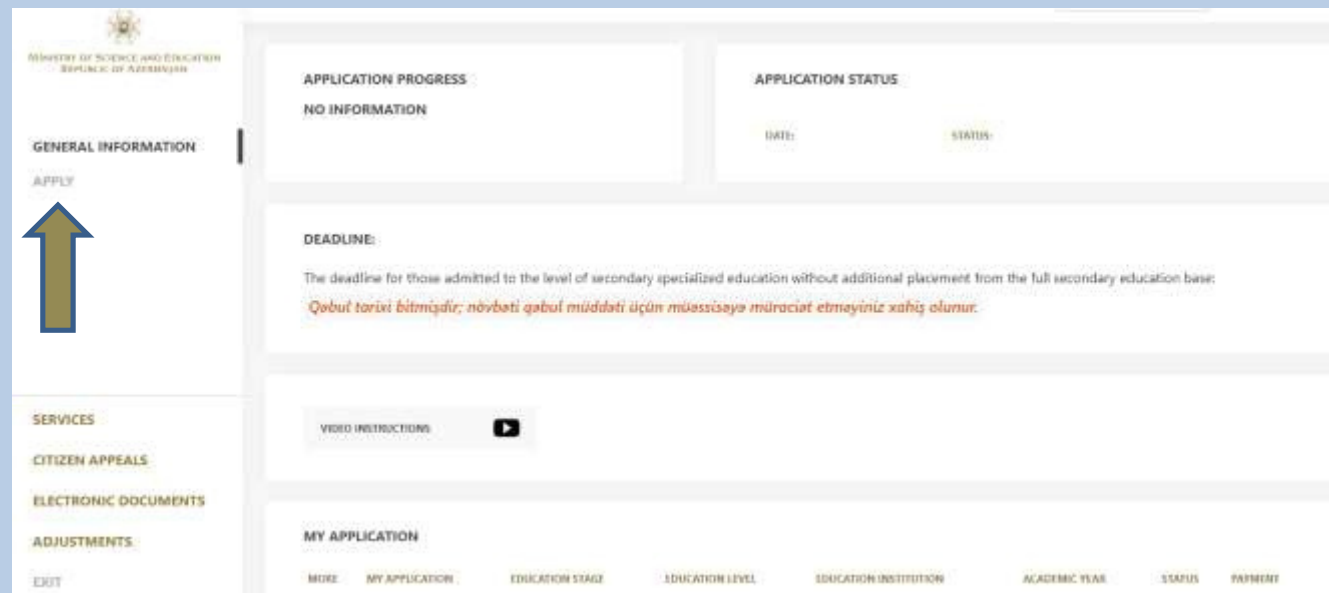 MINISTRY OF SCIENCE AND EDUCATION
REPUBLIC OF AZERBAIJAN
GENERAL INFORMATION
APPLY
SERVICES
CITIZEN APPEALS
ELECTRONIC DOCUMENTS
ADJUSTMENTS
EXIT
APPLICATION PROGRESS
NO INFORMATION
APPLICATION STATUS
DATE: STATUS:
DEADLINE:
The deadline for those admitted to the level of secondary specialized education without additional placement from the full secondary education base:
Qəbul tarixi bitmişdir, növbəti qəbul müddəti üçün müəssisəyə müraciət etməyiniz xahiş olunur.
VIDEO INSTRUCTIONS
MY APPLICATION
MORE MY APPLICATION EDUCATION STAGE EDUCATION LEVEL EDUCATION INSTITUTION ACADEMIC YEAR STATUS PAYMENT